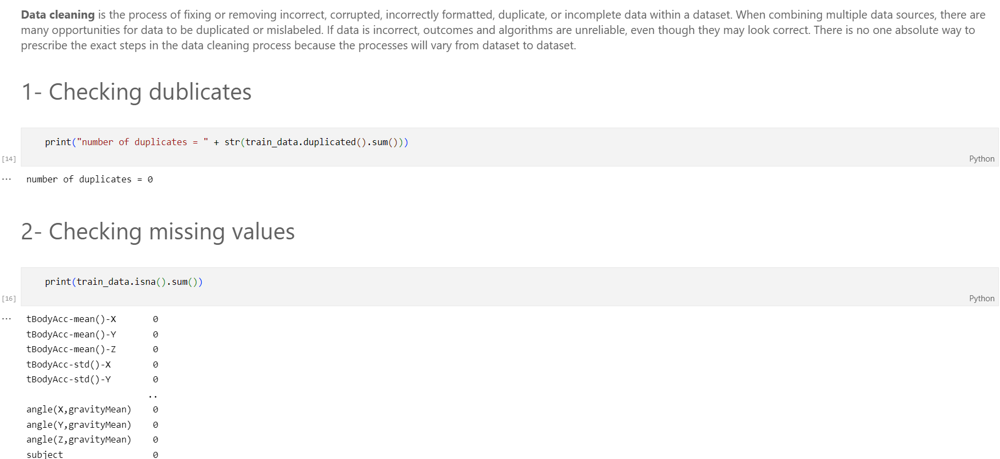 Data cleaning is the process of fixing or removing incorrect, corrupted, incorrectly formatted, duplicate, or incomplete data within a dataset. When combining multiple data sources, there are
many opportunities for data to be duplicated or mislabeled. If data is incorrect, outcomes and algorithms are unreliable, even though they may look correct. There is no one absolute way to
prescribe the exact steps in the data cleaning process because the processes will vary from dataset to dataset.
1- Checking dublicates
print("number of duplicates = " + str(train_data.duplicated().sum()))
[14]
Python
... number of duplicates = 0
2- Checking missing values
print(train_data.isna().sum())
[16]
Python
... tBodyAcc-mean()-X 0
tBodyAcc-mean()-Y 0
tBodyAcc-mean()-Z 0
tBodyAcc-std()-X 0
tBodyAcc-std()-Y 0
..
angle(X,gravityMean) 0
angle(Y,gravityMean) 0
angle(Z,gravityMean) 0
subject 0